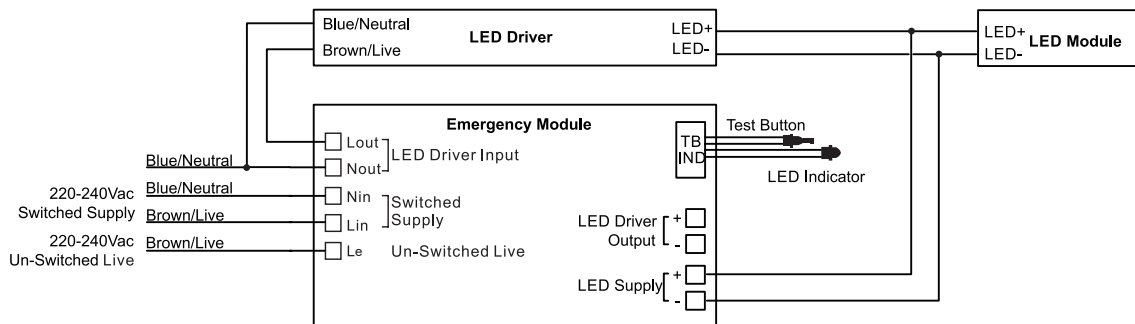 Blue/Neutral
LED Driver
LED+
Brown/Live
LED-
LED+
LED Module
LED-
Emergency Module
Lout
LED Driver Input
Nout
Blue/Neutral
TB
IND
Test Button
LED Indicator
220-240Vac
Switched Supply
Blue/Neutral
Brown/Live
Nin
Lin
Switched
Supply
220-240Vac
Un-Switched Live
Brown/Live
Le
Un-Switched Live
LED Driver
Output
+
-
LED Supply
+
-